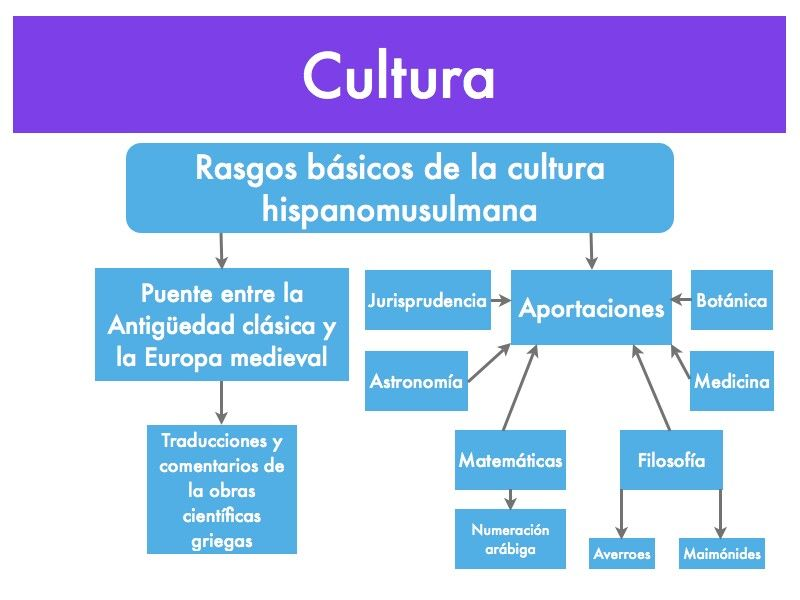 Cultura
Rasgos básicos de la cultura
hispanomusulmana
Puente entre la
Antigüedad clásica y
la Europa medieval
Traducciones y
comentarios de
la obras
científicas
griegas
Jurisprudencia
Aportaciones
Botánica
Astronomía
Medicina
Matemáticas
Filosofía
Numeración
arábiga
Averroes
Maimónides